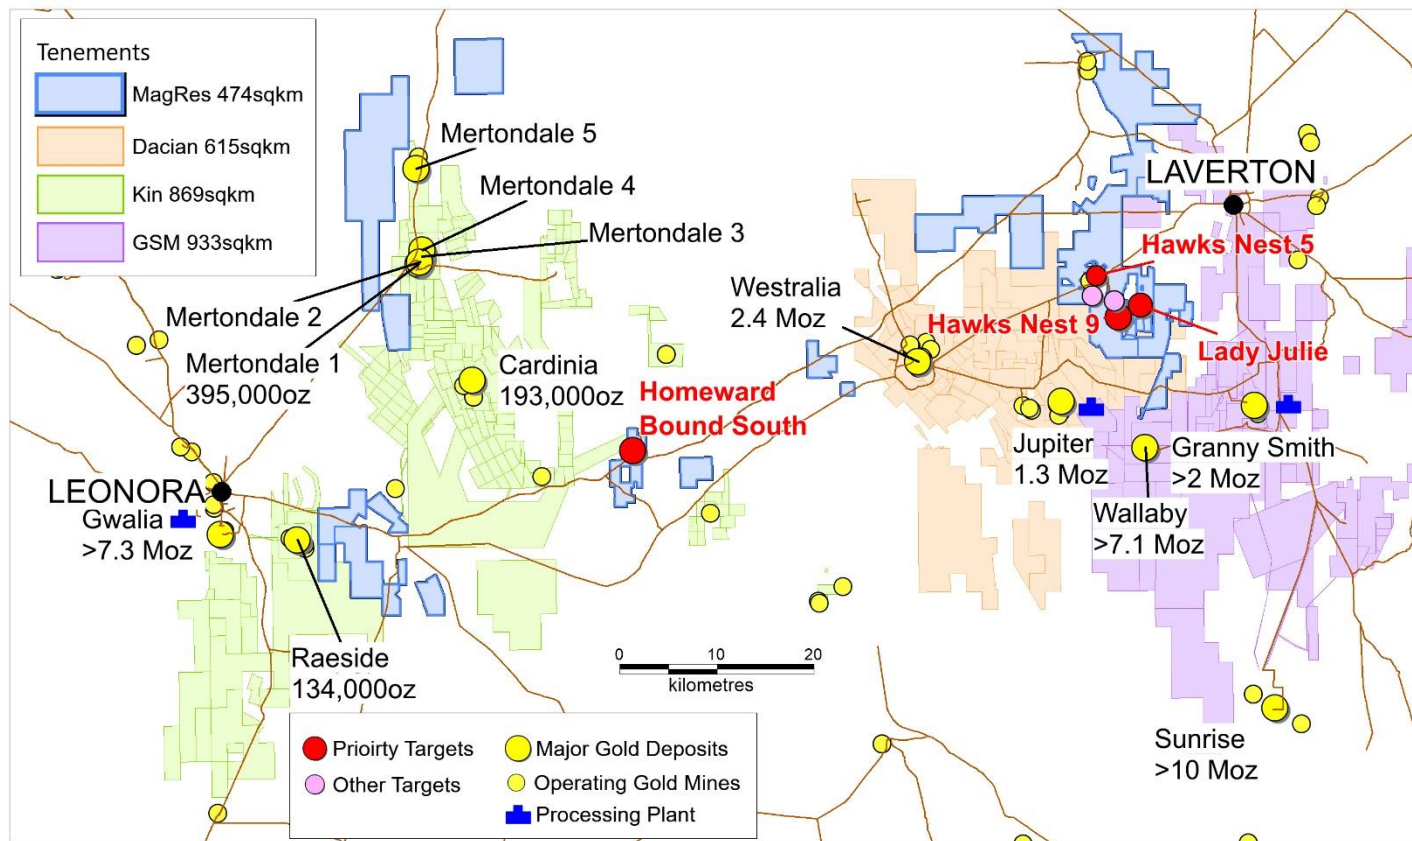 Tenements
MagRes 474sqkm
Dacian 615sqkm
Kin 869sqkm
GSM 933sqkm
Mertondale 5
Mertondale 4
Mertondale 3
Mertondale 2
Mertondale 1
395,000oz
Cardinia
193,000oz
Homeward
Bound South
LEONORA
Gwalia
>7.3 Moz
Raeside
134,000oz
Westralia
2.4 Moz
LAVERTON
Hawks Nest 5
Hawks Nest 9
Lady Julie
Jupiter
1.3 Moz
Granny Smith
>2 Moz
Wallaby
>7.1 Moz
Sunrise
>10 Moz
0 10 20
kilometres
Prioirty Targets
Other Targets
Major Gold Deposits
Operating Gold Mines
Processing Plant